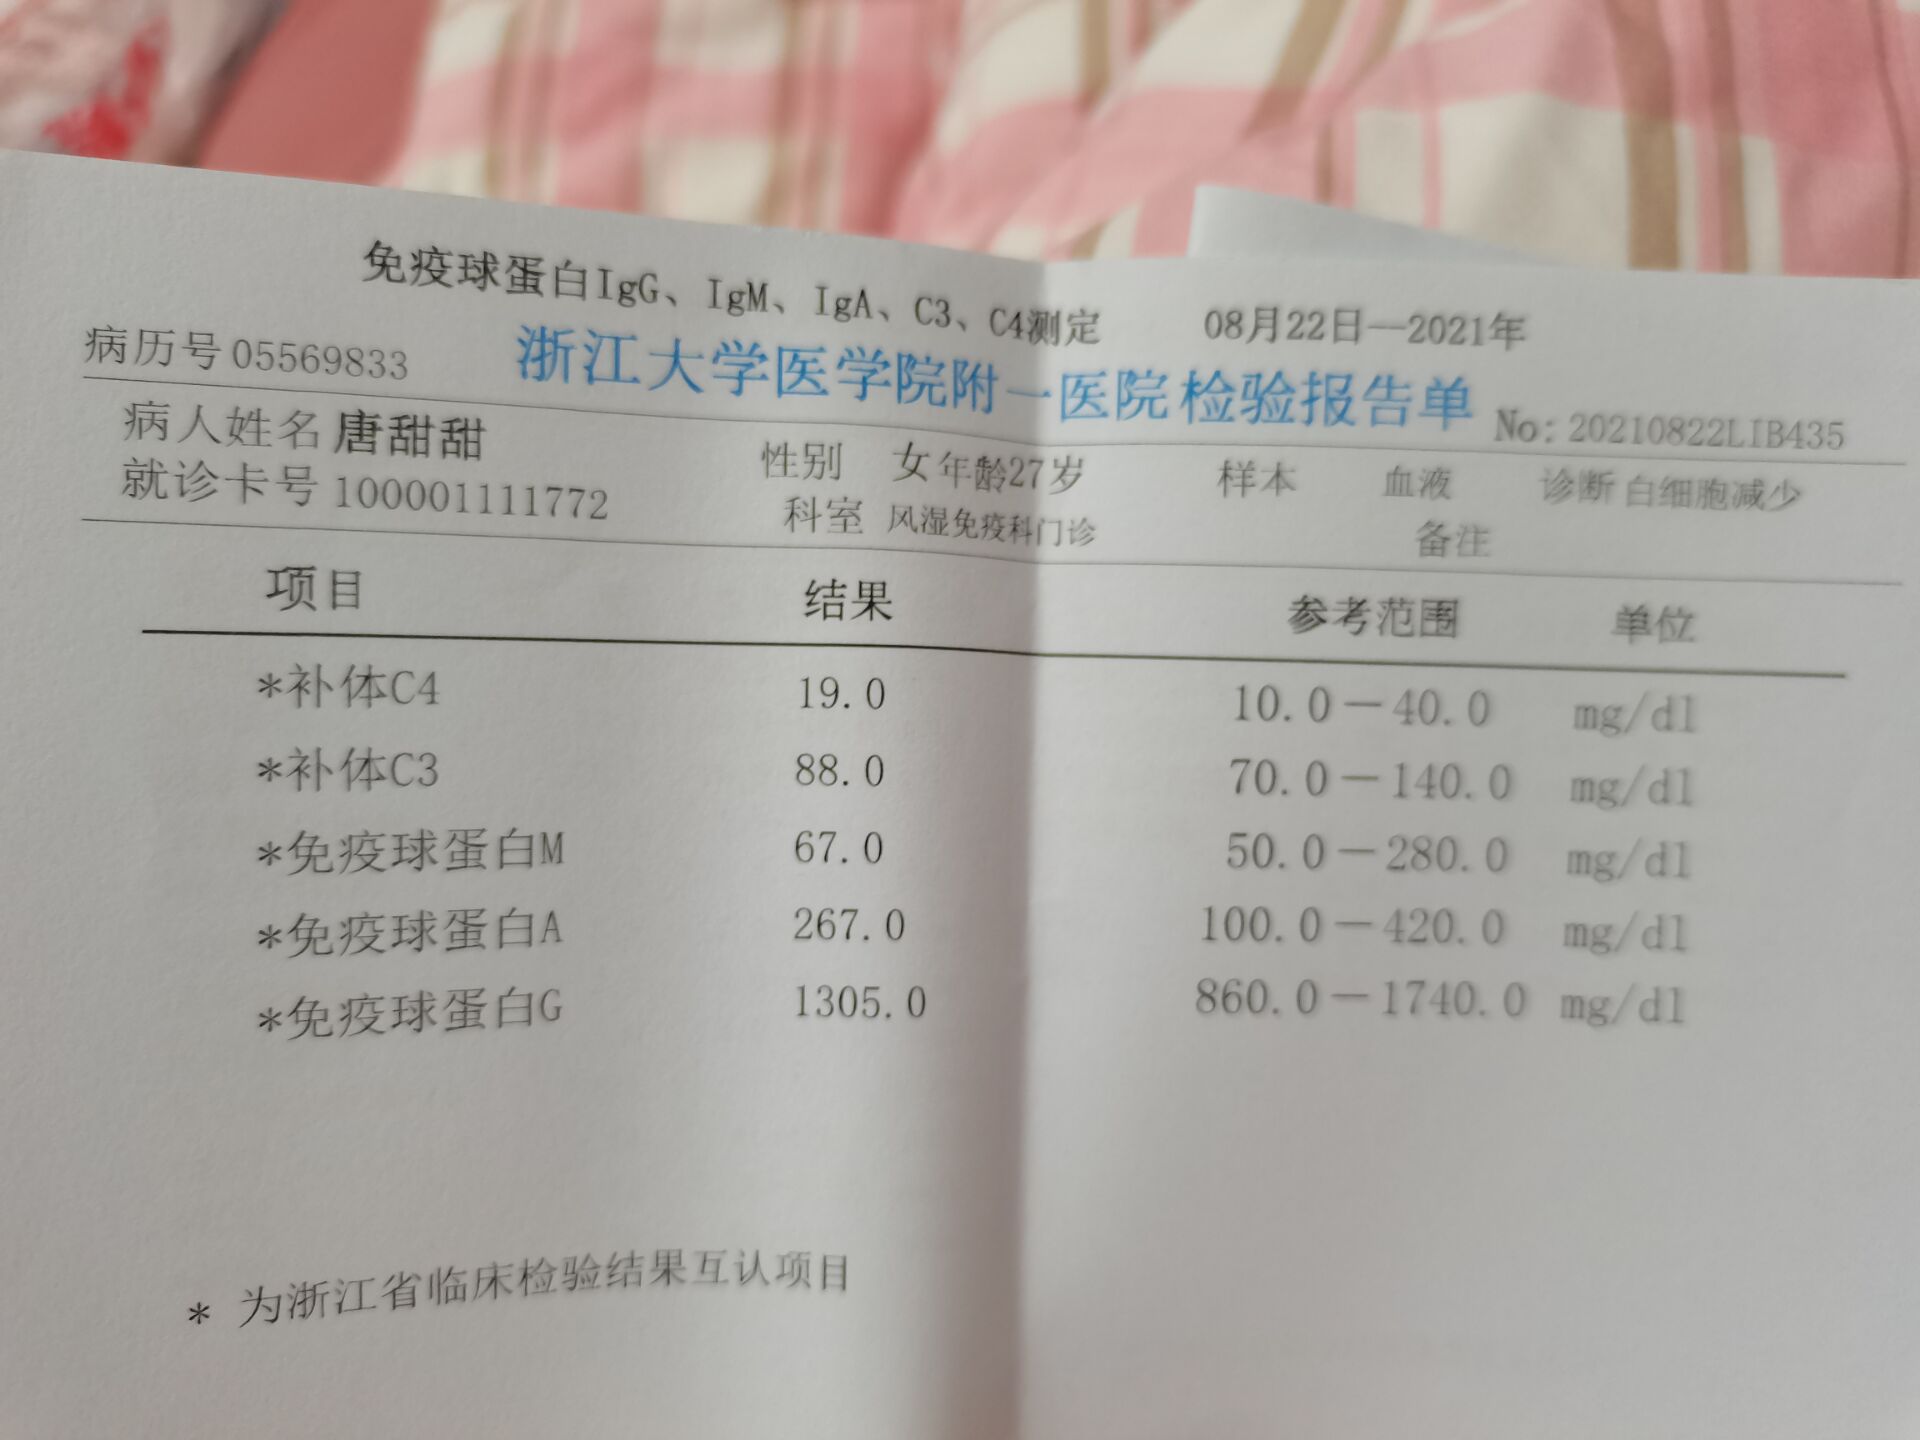 免疫球蛋白IgG、IgM、IgA、C3、C4测定 08月22日--2021年
病历号 05569833 浙江大学医学院附一医院检验报告单 No: 20210822LIB435
病人姓名 唐甜甜 性别 女 年龄27岁 样本 血液 诊断 白细胞减少
就诊卡号 100001111772 科室 风湿免疫科门诊 备注
项目 结果 参考范围 单位
*补体C4 19.0 10.0－40.0 mg/dl
*补体C3 88.0 70.0－140.0 mg/dl
*免疫球蛋白M 67.0 50.0－280.0 mg/dl
*免疫球蛋白A 267.0 100.0－420.0 mg/dl
*免疫球蛋白G 1305.0 860.0－1740.0 mg/dl
* 为浙江省临床检验结果互认项目